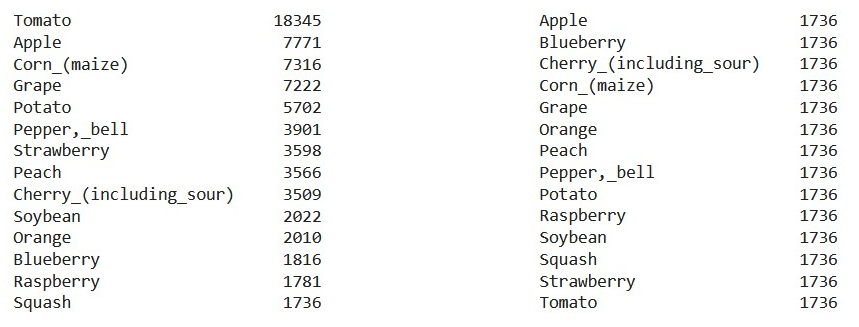 Tomato 18345
Apple 7771
Corn_(maize) 7316
Grape 7222
Potato 5702
Pepper,_bell 3901
Strawberry 3598
Peach 3566
Cherry_(including_sour) 3509
Soybean 2022
Orange 2010
Blueberry 1816
Raspberry 1781
Squash 1736
Apple 1736
Blueberry 1736
Cherry_(including_sour) 1736
Corn_(maize) 1736
Grape 1736
Orange 1736
Peach 1736
Pepper,_bell 1736
Potato 1736
Raspberry 1736
Soybean 1736
Squash 1736
Strawberry 1736
Tomato 1736